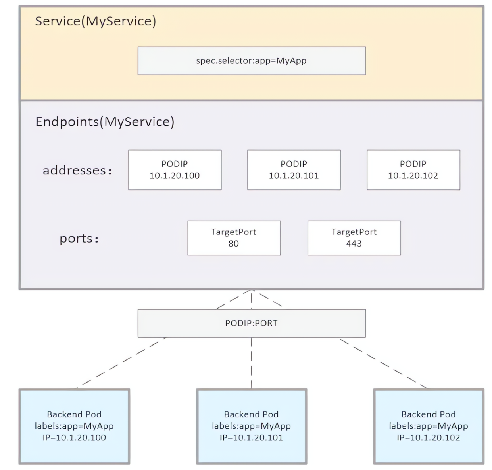 Service(MyService)
spec.selector:app=MyApp
Endpoints(MyService)
addresses:
PODIP
10.1.20.100
PODIP
10.1.20.101
PODIP
10.1.20.102
ports:
TargetPort
80
TargetPort
443
PODIP:PORT
Backend Pod
labels:app=MyApp
IP=10.1.20.100
Backend Pod
labels:app=MyApp
IP=10.1.20.101
Backend Pod
labels:app=MyApp
IP=10.1.20.102